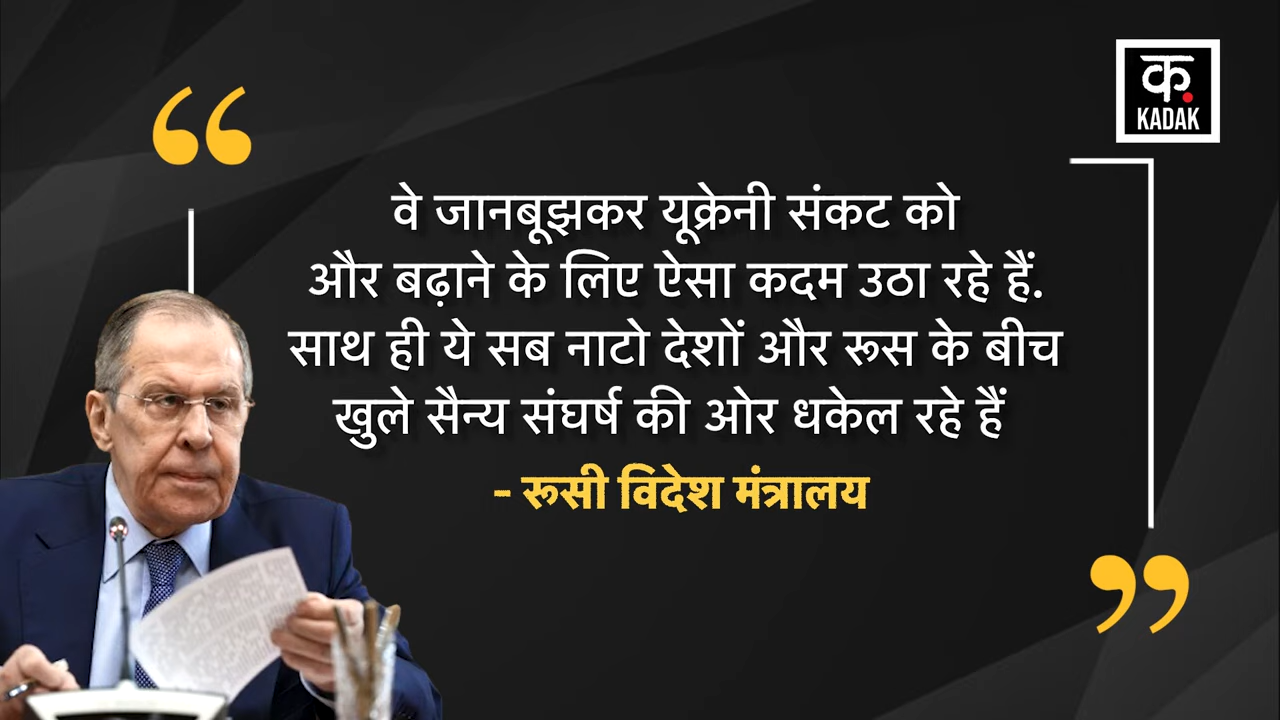 क
KADAK
“
वे जानबूझकर यूक्रेनी संकट को
और बढ़ाने के लिए ऐसा कदम उठा रहे हैं.
साथ ही ये सब नाटो देशों और रूस के बीच
खुले सैन्य संघर्ष की ओर धकेल रहे हैं
- रूसी विदेश मंत्रालय
”